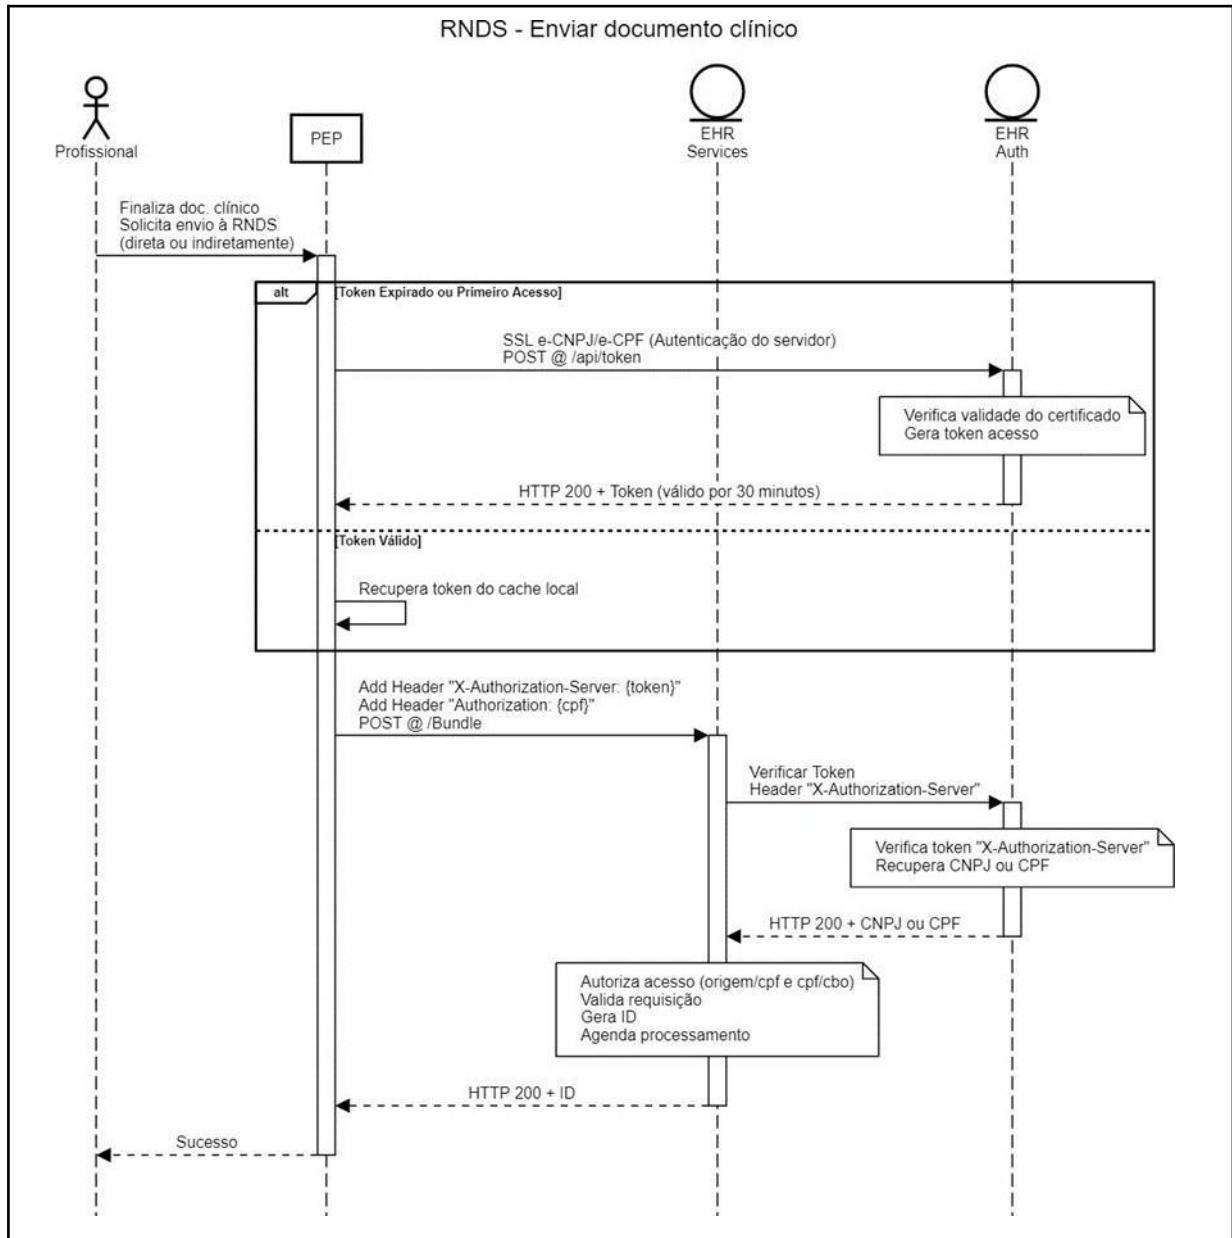 RNDS - Enviar documento clínico
Profissional
PEP
EHR
Services
EHR
Auth
Finaliza doc. clínico
Solicita envio à RNDS
(direta ou indiretamente)
alt
[Token Expirado ou Primeiro Acesso]
SSL e-CNPJ/e-CPF (Autenticação do servidor)
POST @ /api/token
Verifica validade do certificado
Gera token acesso
HTTP 200 + Token (válido por 30 minutos)
[Token Válido]
Recupera token do cache local
Add Header "X-Authorization-Server: {token}"
Add Header "Authorization: {cpf}"
POST @ /Bundle
Verificar Token
Header "X-Authorization-Server"
Verifica token "X-Authorization-Server"
Recupera CNPJ ou CPF
HTTP 200 + CNPJ ou CPF
Autoriza acesso (origem/cpf e cpf/cbo)
Valida requisição
Gera ID
Agenda processamento
HTTP 200 + ID
Sucesso